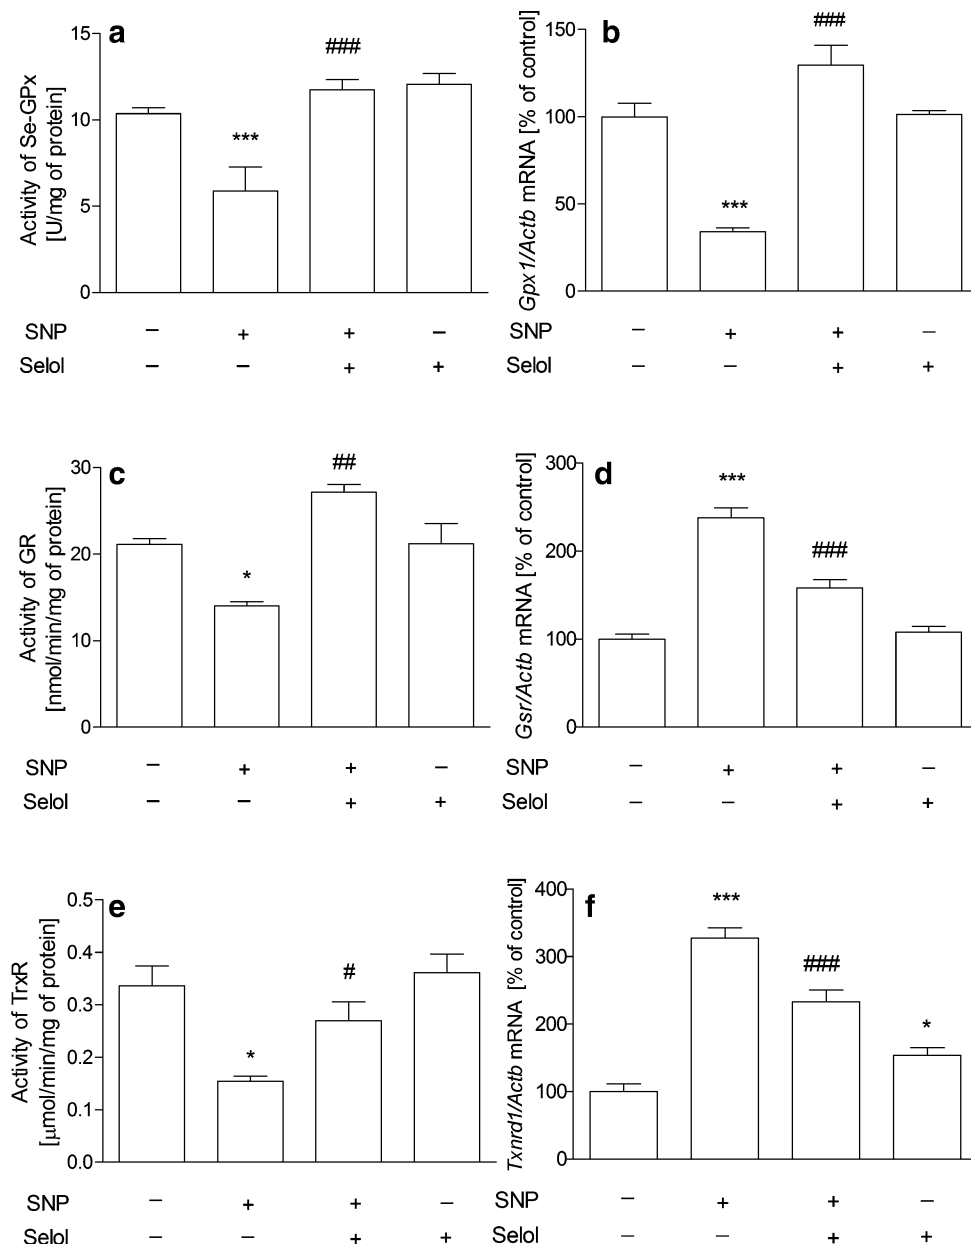 a
Activity of Se-GPx
[U/mg of protein]
15
10
5
0
***
###
SNP − + + −
Selol − − + +
b
Gpx1/Actb mRNA [% of control]
150
100
50
0
***
###
SNP − + + −
Selol − − + +
c
Activity of GR
[nmol/min/mg of protein]
30
20
10
0
*
##
SNP − + + −
Selol − − + +
d
Gsr/Actb mRNA [% of control]
300
200
100
0
***
###
SNP − + + −
Selol − − + +
e
Activity of TrxR
[μmol/min/mg of protein]
0.5
0.4
0.3
0.2
0.1
0.0
*
#
SNP − + + −
Selol − − + +
f
Txnrd1/Actb mRNA [% of control]
400
300
200
100
0
***
###
*
SNP − + + −
Selol − − + +